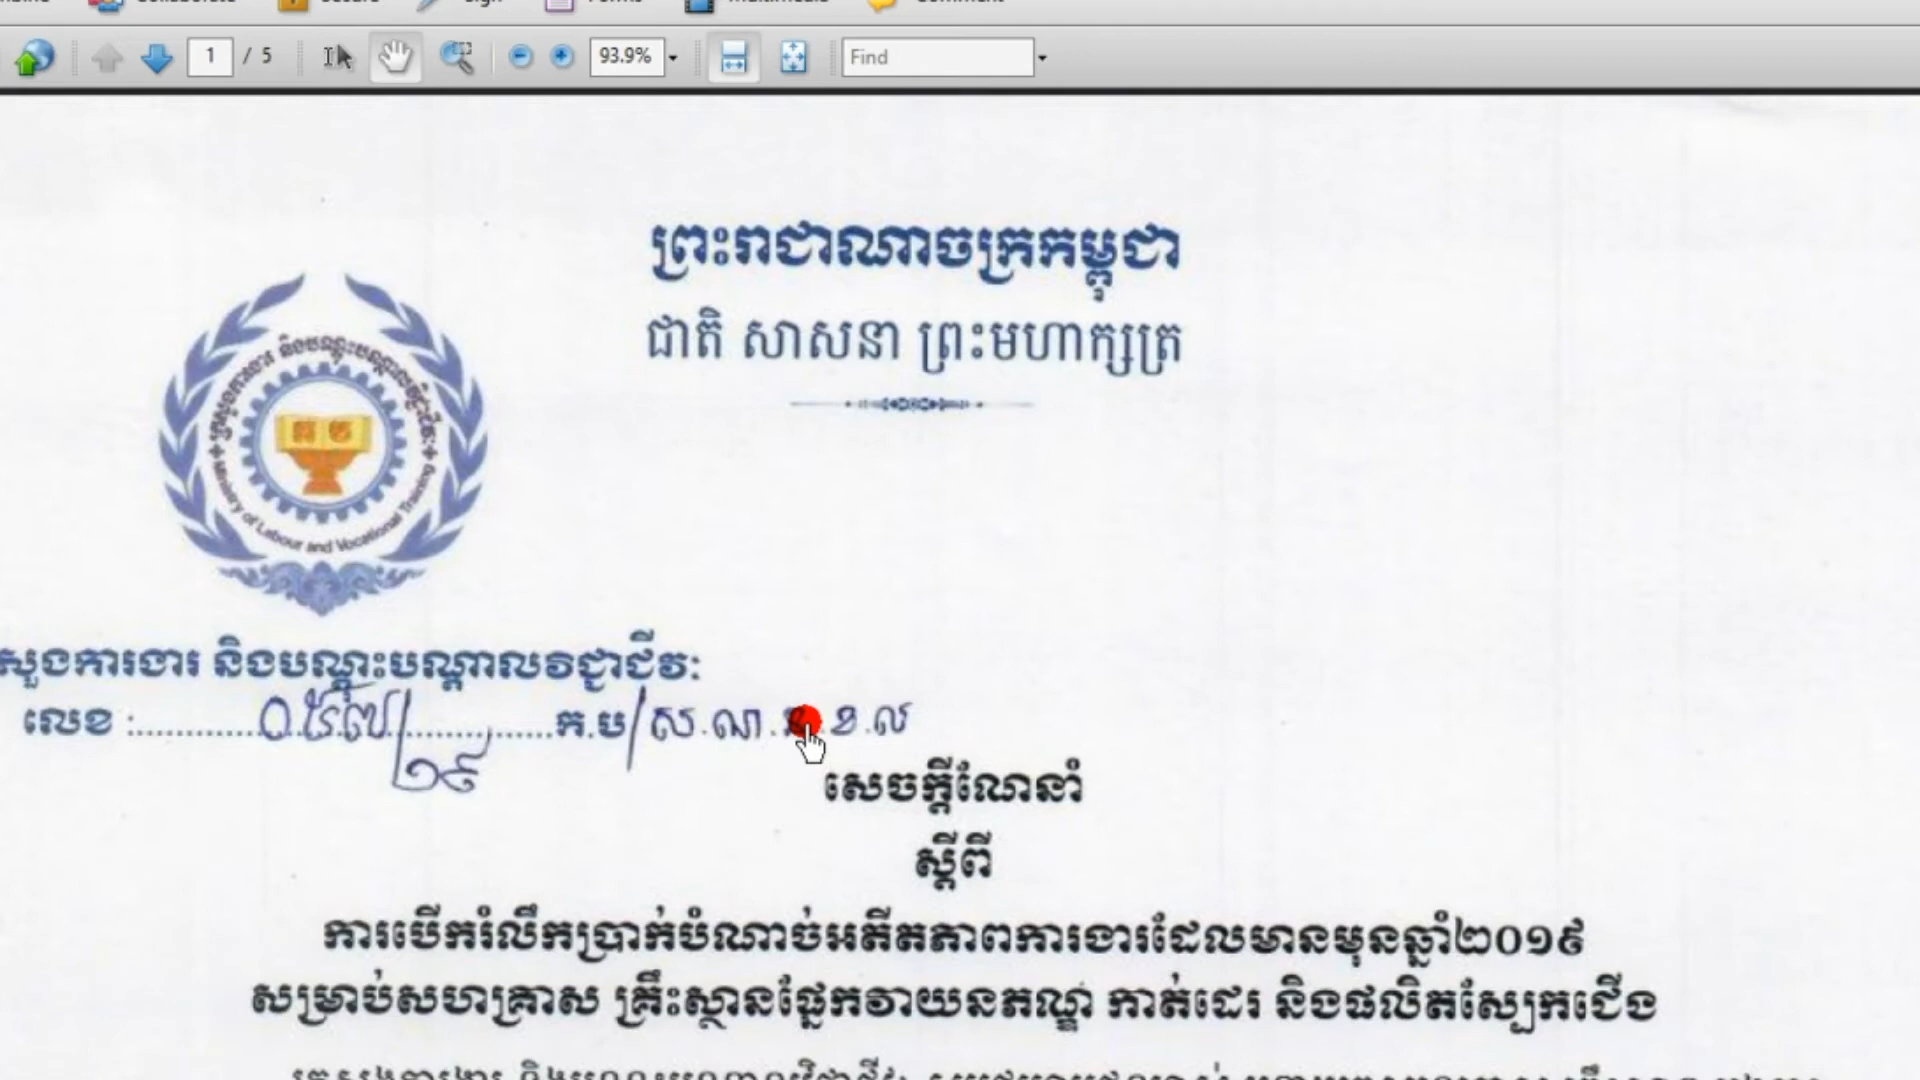 Sign
Forms
Multimedia
Comment
1 / 5
93.9%
Find
ព្រះរាជាណាចក្រកម្ពុជា
ជាតិ សាសនា ព្រះមហាក្សត្រ
ក្រសួងការងារ និងបណ្តុះបណ្តាលវិជ្ជាជីវៈ
Ministry of Labour and Vocational Training
សួងការងារ និងបណ្តុះបណ្តាលវិជ្ជាជីវៈ
លេខ : ក.ប/ស.ណ. ខ.ល
សេចក្តីណែនាំ
ស្តីពី
ការបើករំលឹកប្រាក់បំណាច់អតីតភាពការងារដែលមានមុនឆ្នាំ២០១៩
សម្រាប់សហគ្រាស គ្រឹះស្ថានផ្នែកវាយនភណ្ឌ កាត់ដេរ និងផលិតស្បែកជើង